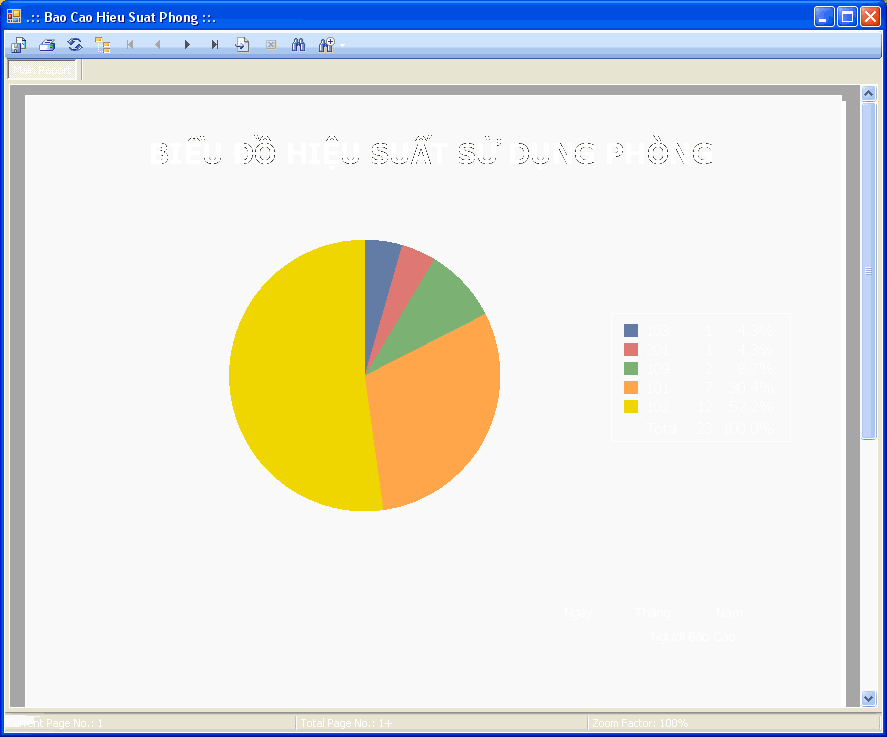 .:: Bao Cao Hieu Suat Phong ::.
Main Report
BIỂU ĐỒ HIỆU SUẤT SỬ DỤNG PHÒNG
103 1 4.3%
201 1 4.3%
109 2 8.7%
101 7 30.4%
102 12 52.2%
Total: 23 100.0%
Ngày Tháng Năm
Người Báo Cáo
Page No.: 1 Total Page No.: 1+ Zoom Factor: 100%